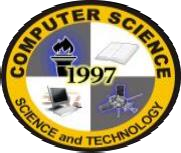 COMPUTER SCIENCE
1997
SCIENCE and TECHNOLOGY